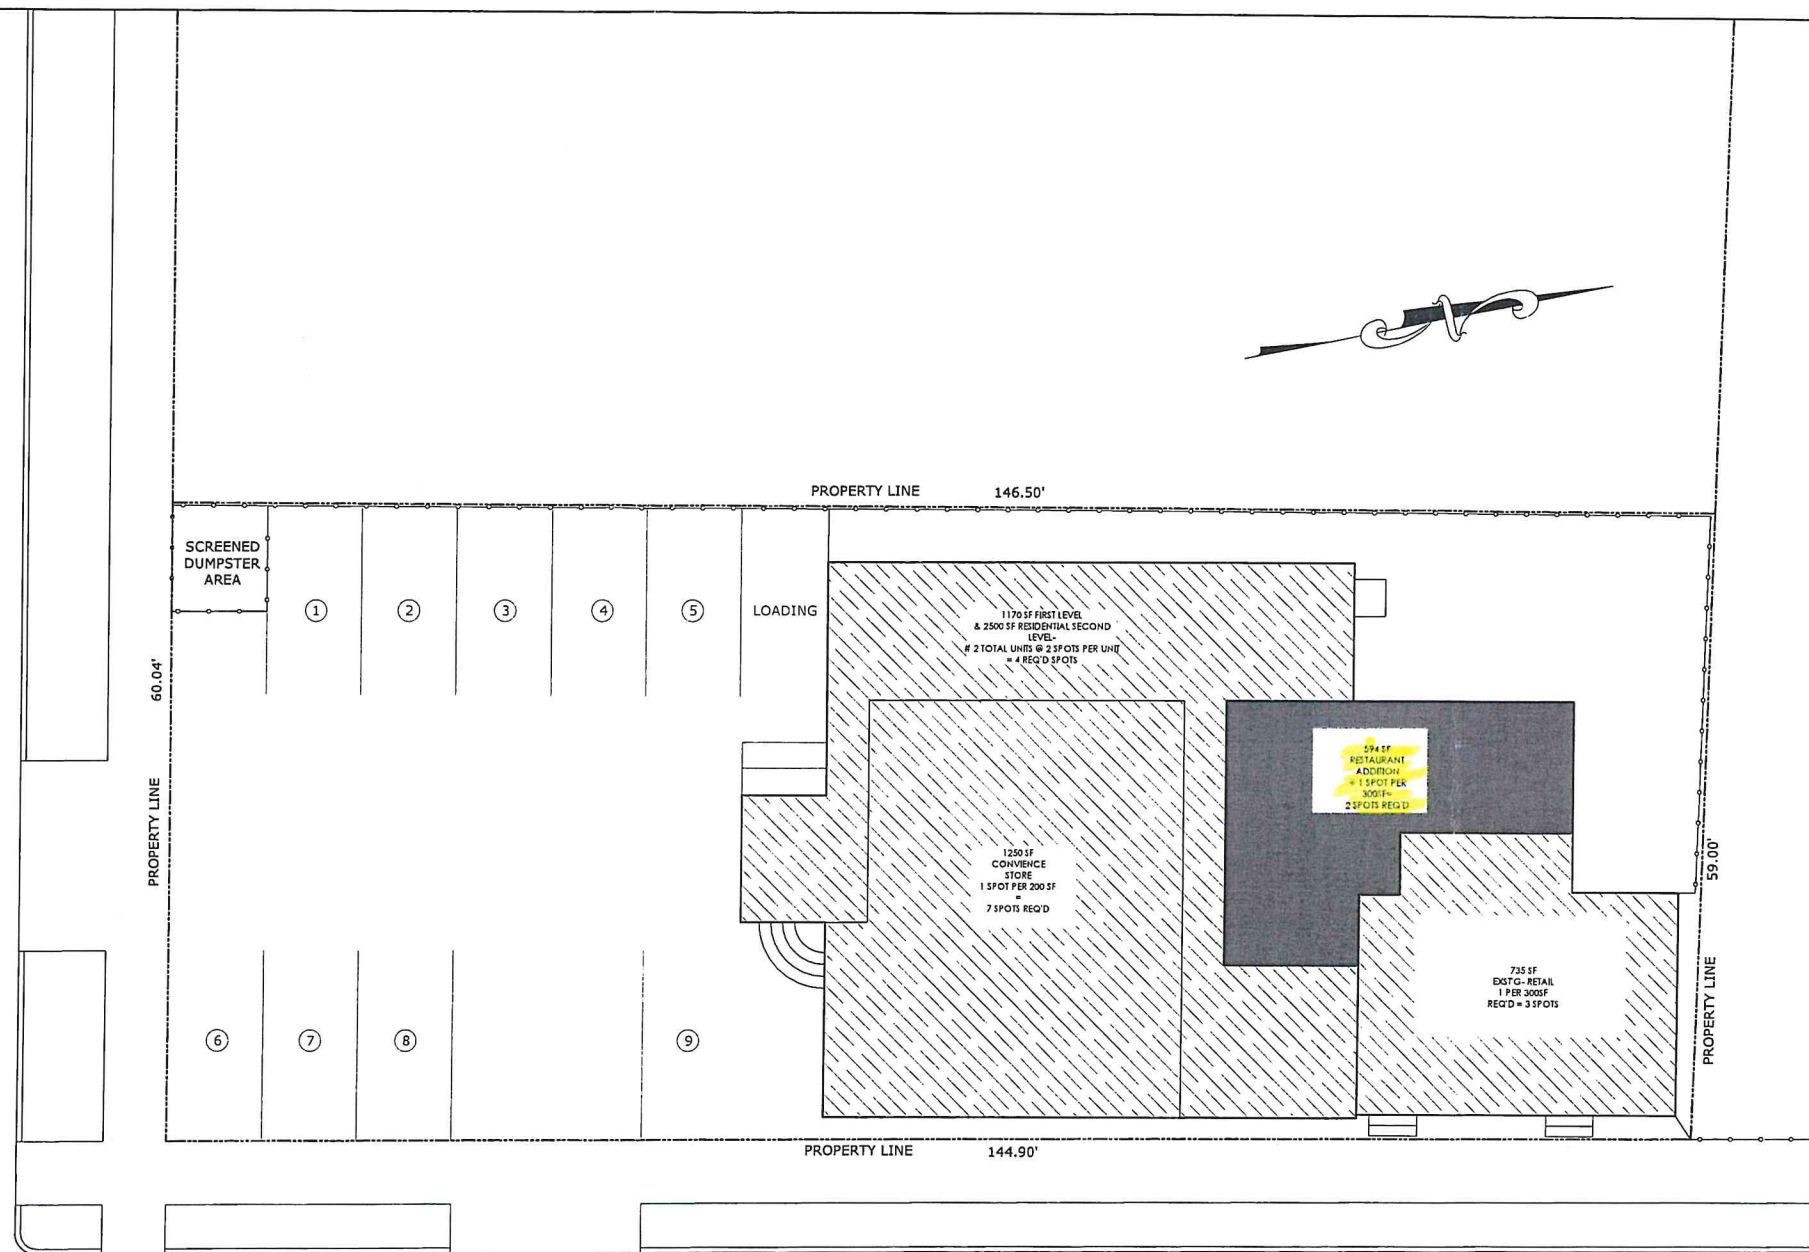 PROPERTY LINE 146.50'
SCREENED
DUMPSTER
AREA
1
2
3
4
5
LOADING
1170 SF FIRST LEVEL
& 2500 SF RESIDENTIAL SECOND
LEVEL-
# 2 TOTAL UNITS @ 2 SPOTS PER UNIT
= 4 REQ'D SPOTS
N
60.04'
PROPERTY LINE
594 SF
RESTAURANT
ADDITION
= 1 SPOT PER
300SF=
2 SPOTS REQ'D
1250 SF
CONVIENCE
STORE
1 SPOT PER 200 SF
=
7 SPOTS REQ'D
59.00'
PROPERTY LINE
735 SF
EXST'G- RETAIL
1 PER 300SF
REQ'D = 3 SPOTS
6
7
8
9
PROPERTY LINE 144.90'